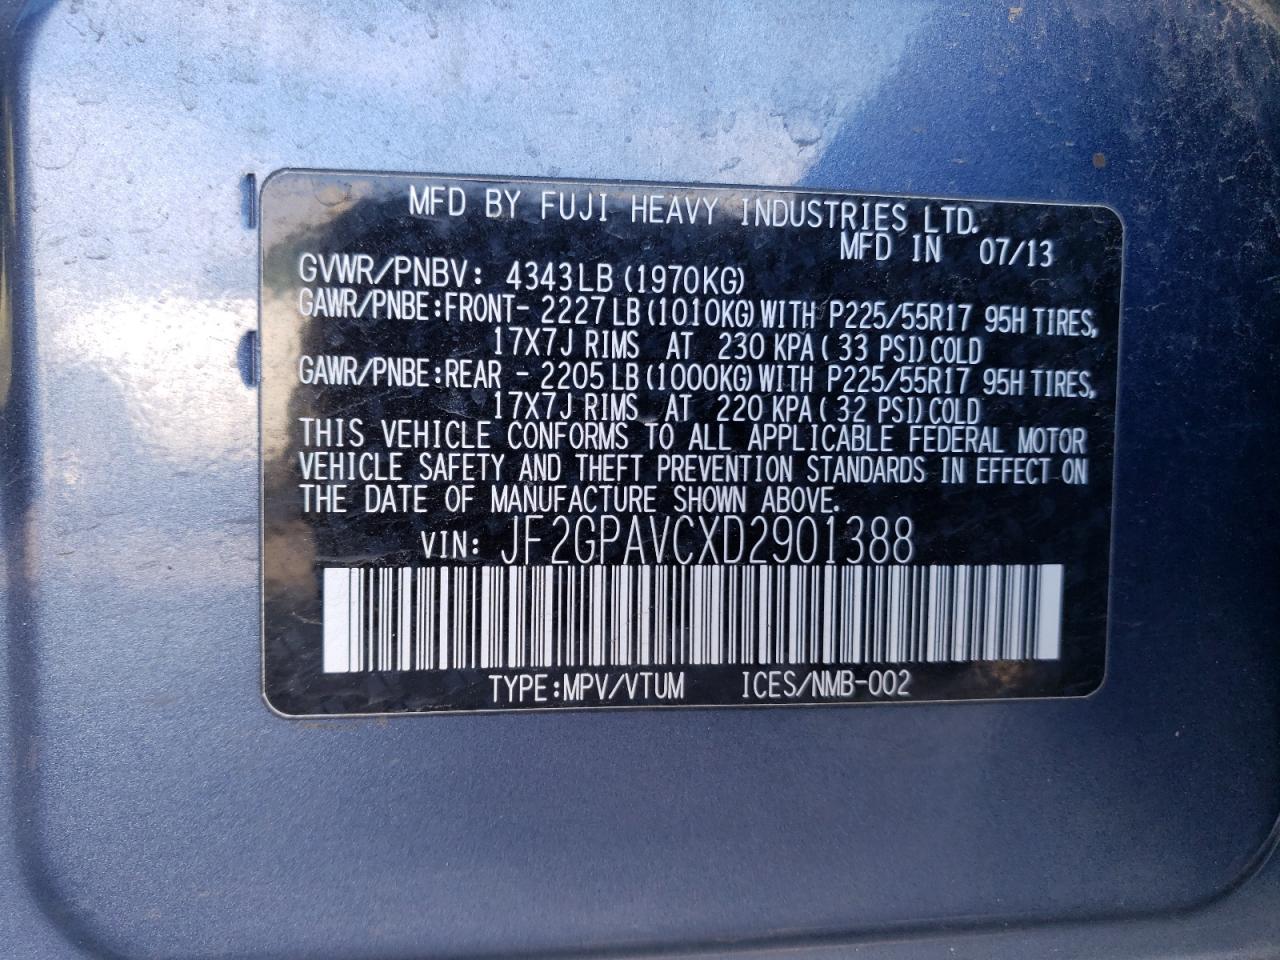 MFD BY FUJI HEAVY INDUSTRIES LTD.
MFD IN 07/13
GVWR/PNBV: 4343LB (1970KG)
GAWR/PNBE:FRONT- 2227 LB (1010KG) WITH P225/55R17 95H TIRES,
17X7J RIMS AT 230 KPA ( 33 PSI) COLD
GAWR/PNBE:REAR - 2205 LB (1000KG) WITH P225/55R17 95H TIRES,
17X7J RIMS AT 220 KPA ( 32 PSI) COLD
THIS VEHICLE CONFORMS TO ALL APPLICABLE FEDERAL MOTOR
VEHICLE SAFETY AND THEFT PREVENTION STANDARDS IN EFFECT ON
THE DATE OF MANUFACTURE SHOWN ABOVE.
VIN: JF2GPAVCXD2901388
TYPE:MPV/VTUM ICES/NMB-002